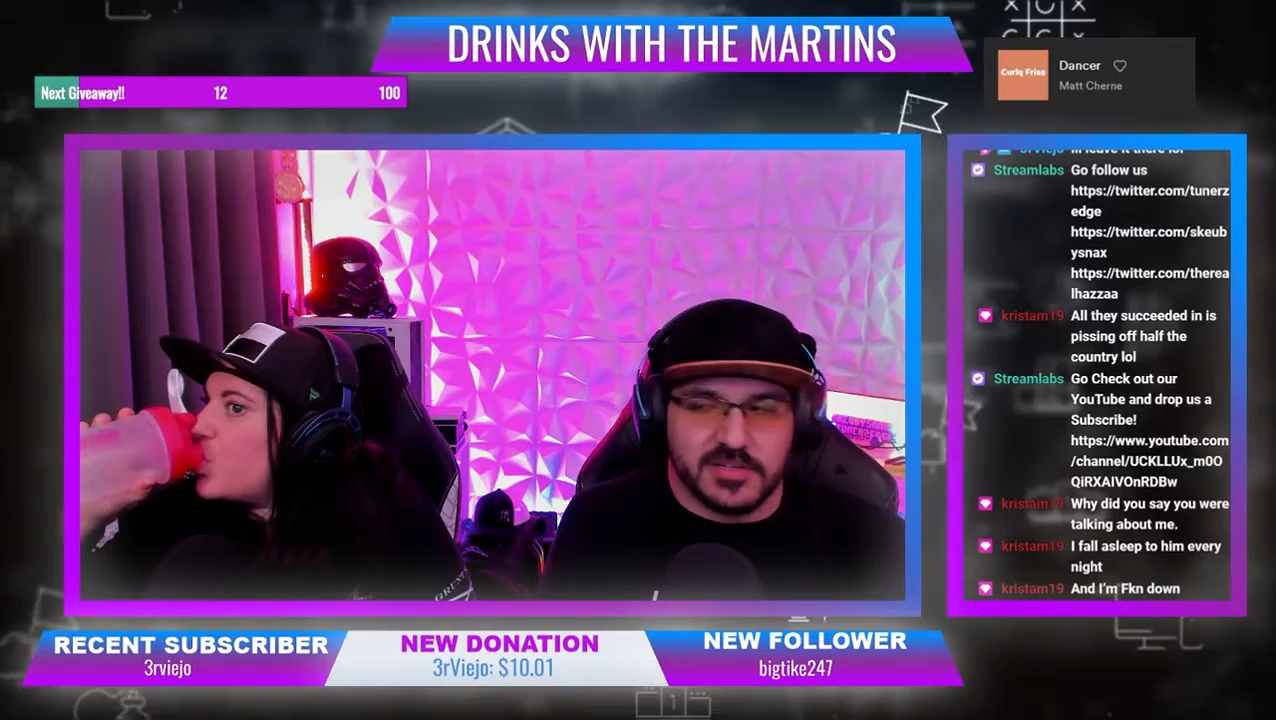 DRINKS WITH THE MARTINS
Curly Fries
Dancer
Matt Cherne
Next Giveaway!! 12 100
3rViejo
Streamlabs Go follow us
https://twitter.com/tunerz
edge
https://twitter.com/skeub
ysnax
https://twitter.com/therea
lhazzaa
kristam19 All they succeeded in is
pissing off half the
country lol
Streamlabs Go Check out our
YouTube and drop us a
Subscribe!
https://www.youtube.com
/channel/UCKLLUx_m0O
QiRXAIVOnRDBw
kristam19 Why did you say you were
talking about me.
kristam19 I fall asleep to him every
night
kristam19 And I'm Fkn down
RECENT SUBSCRIBER
3rviejo
NEW DONATION
3rViejo: $10.01
NEW FOLLOWER
bigtike247